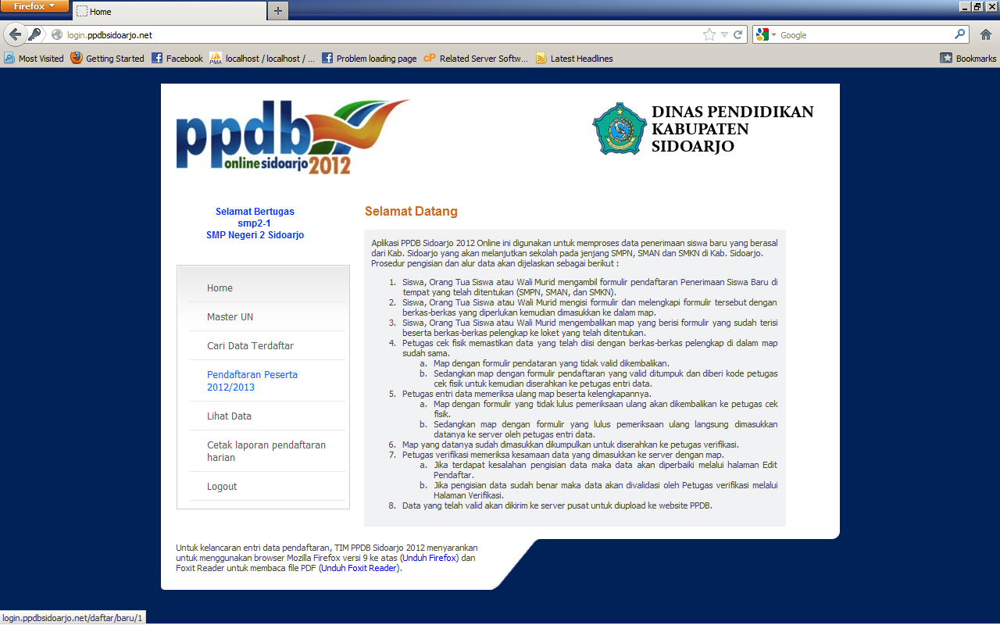 Firefox
Home
login.ppdbsidoarjo.net
Google
Most Visited
Getting Started
Facebook
localhost / localhost / ...
Problem loading page
Related Server Softw...
Latest Headlines
Bookmarks
ppdb
onlinesidoarjo2012
DINAS PENDIDIKAN
KABUPATEN
SIDOARJO
Selamat Bertugas
smp2-1
SMP Negeri 2 Sidoarjo
Home
Master UN
Cari Data Terdaftar
Pendaftaran Peserta
2012/2013
Lihat Data
Cetak laporan pendaftaran
harian
Logout
Selamat Datang
Aplikasi PPDB Sidoarjo 2012 Online ini digunakan untuk memproses data penerimaan siswa baru yang berasal
dari Kab. Sidoarjo yang akan melanjutkan sekolah pada jenjang SMPN, SMAN dan SMKN di Kab. Sidoarjo.
Prosedur pengisian dan alur data akan dijelaskan sebagai berikut :
1. Siswa, Orang Tua Siswa atau Wali Murid mengambil formulir pendaftaran Penerimaan Siswa Baru di
tempat yang telah ditentukan (SMPN, SMAN, dan SMKN).
2. Siswa, Orang Tua Siswa atau Wali Murid mengisi formulir dan melengkapi formulir tersebut dengan
berkas-berkas yang diperlukan kemudian dimasukkan ke dalam map.
3. Siswa, Orang Tua Siswa atau Wali Murid mengembalikan map yang berisi formulir yang sudah terisi
beserta berkas-berkas pelengkap ke loket yang telah ditentukan.
4. Petugas cek fisik memastikan data yang telah diisi dengan berkas-berkas pelengkap di dalam map
sudah sama.
a. Map dengan formulir pendataran yang tidak valid dikembalikan.
b. Sedangkan map dengan formulir pendaftaran yang valid ditumpuk dan diberi kode petugas
cek fisik untuk kemudian diserahkan ke petugas entri data.
5. Petugas entri data memeriksa ulang map beserta kelengkapannya.
a. Map dengan formulir yang tidak lulus pemeriksaan ulang akan dikembalikan ke petugas cek
fisik.
b. Sedangkan map dengan formulir yang lulus pemeriksaan ulang langsung dimasukkan
datanya ke server oleh petugas entri data.
6. Map yang datanya sudah dimasukkan dikumpulkan untuk diserahkan ke petugas verifikasi.
7. Petugas verifikasi memeriksa kesamaan data yang dimasukkan ke server dengan map.
a. Jika terdapat kesalahan pengisian data maka data akan diperbaiki melalui halaman Edit
Pendaftar.
b. Jika pengisian data sudah benar maka data akan divalidasi oleh Petugas verifikasi melalui
Halaman Verifikasi.
8. Data yang telah valid akan dikirim ke server pusat untuk diupload ke website PPDB.
Untuk kelancaran entri data pendaftaran, TIM PPDB Sidoarjo 2012 menyarankan
untuk menggunakan browser Mozilla Firefox versi 9 ke atas (Unduh Firefox) dan
Foxit Reader untuk membaca file PDF (Unduh Foxit Reader).
login.ppdbsidoarjo.net/daftar/baru/1